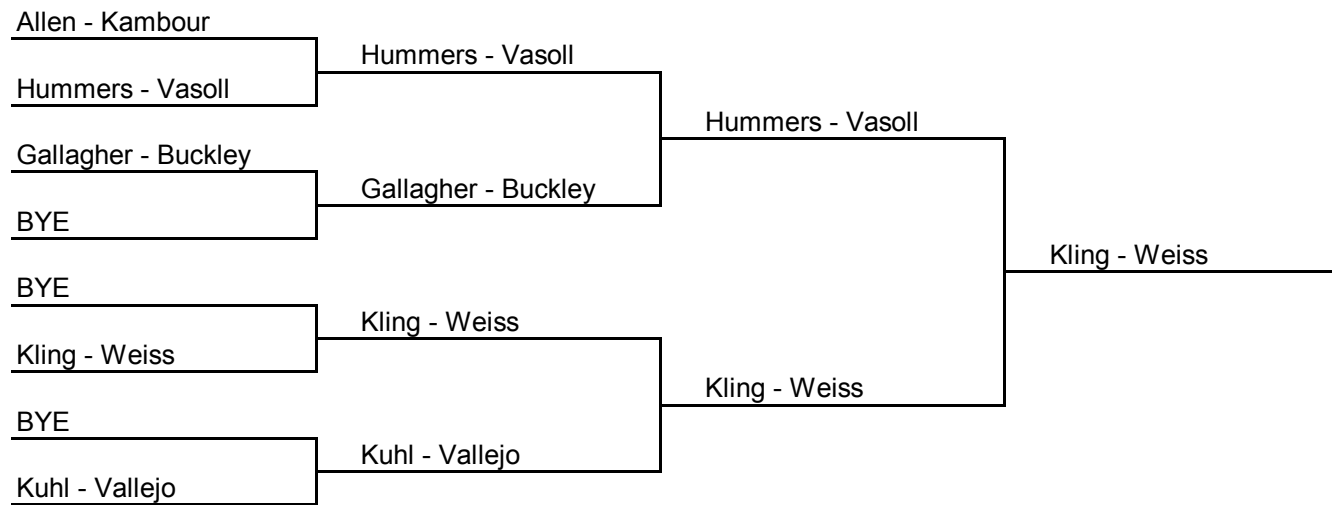 Allen - Kambour
Hummers - Vasoll
Gallagher - Buckley
BYE
BYE
Kling - Weiss
BYE
Kuhl - Vallejo
Hummers - Vasoll
Gallagher - Buckley
Kling - Weiss
Kuhl - Vallejo
Hummers - Vasoll
Kling - Weiss
Kling - Weiss